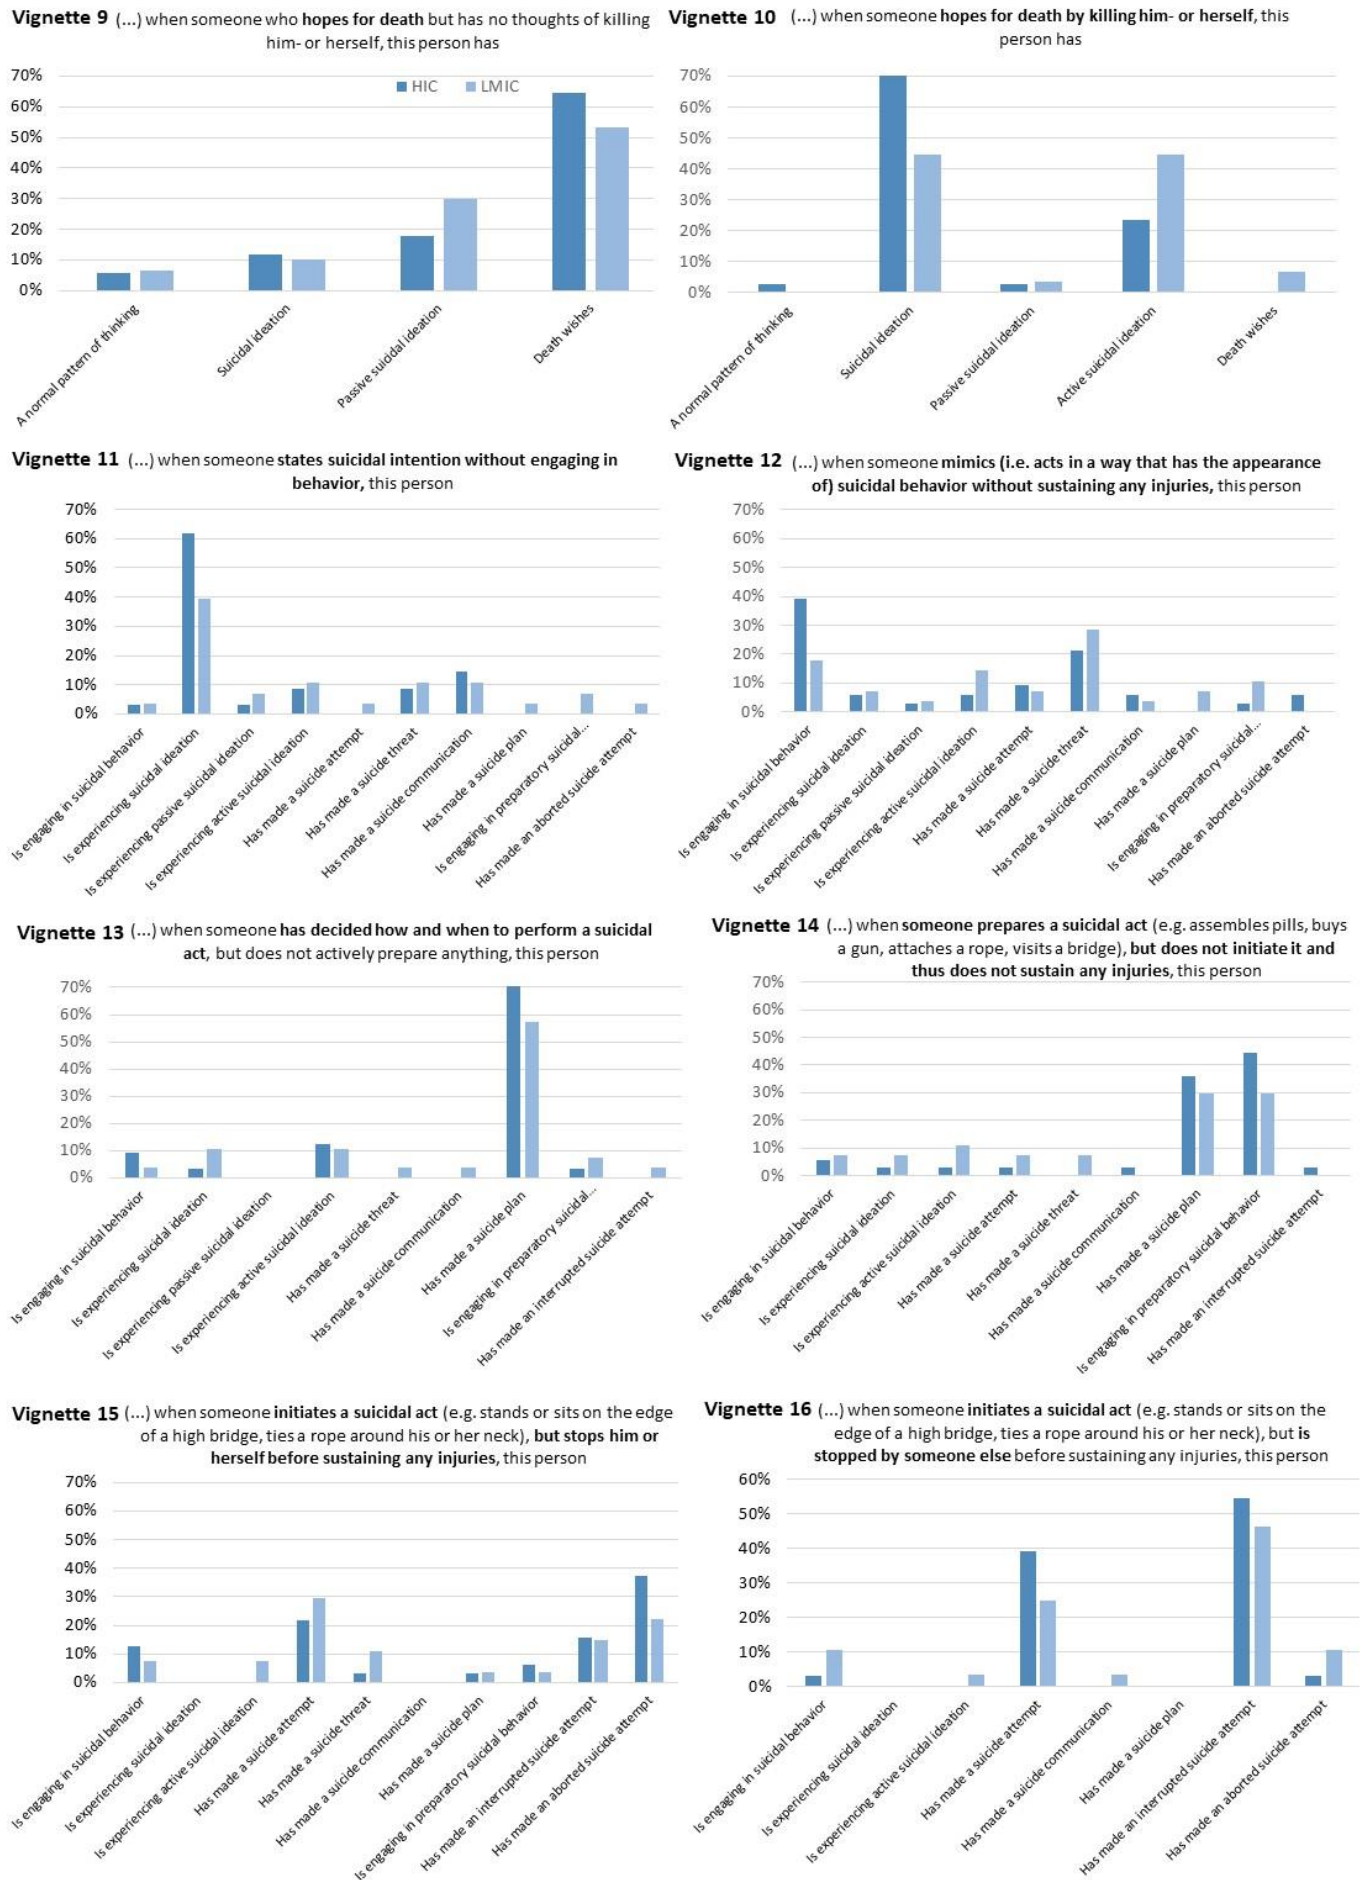 Vignette 9 (...) when someone who hopes for death but has no thoughts of killing
him- or herself, this person has
70%
60%
50%
40%
30%
20%
10%
0%
HIC LMIC
A normal pattern of thinking
Suicidal ideation
Passive suicidal ideation
Death wishes
Vignette 10 (...) when someone hopes for death by killing him- or herself, this
person has
70%
60%
50%
40%
30%
20%
10%
0%
A normal pattern of thinking
Suicidal ideation
Passive suicidal ideation
Active suicidal ideation
Death wishes
Vignette 11 (...) when someone states suicidal intention without engaging in
behavior, this person
70%
60%
50%
40%
30%
20%
10%
0%
Is engaging in suicidal behavior
Is experiencing suicidal ideation
Is experiencing passive suicidal ideation
Is experiencing active suicidal ideation
Has made a suicide attempt
Has made a suicide threat
Has made a suicide communication
Has made a suicide plan
Is engaging in preparatory suicidal...
Has made an aborted suicide attempt
Vignette 12 (...) when someone mimics (i.e. acts in a way that has the appearance
of) suicidal behavior without sustaining any injuries, this person
70%
60%
50%
40%
30%
20%
10%
0%
Is engaging in suicidal behavior
Is experiencing suicidal ideation
Is experiencing passive suicidal ideation
Is experiencing active suicidal ideation
Has made a suicide attempt
Has made a suicide threat
Has made a suicide communication
Has made a suicide plan
Is engaging in preparatory suicidal...
Has made an aborted suicide attempt
Vignette 13 (...) when someone has decided how and when to perform a suicidal
act, but does not actively prepare anything, this person
70%
60%
50%
40%
30%
20%
10%
0%
Is engaging in suicidal behavior
Is experiencing suicidal ideation
Is experiencing passive suicidal ideation
Is experiencing active suicidal ideation
Has made a suicide threat
Has made a suicide communication
Has made a suicide plan
Is engaging in preparatory suicidal...
Has made an interrupted suicide attempt
Vignette 14 (...) when someone prepares a suicidal act (e.g. assembles pills, buys
a gun, attaches a rope, visits a bridge), but does not initiate it and
thus does not sustain any injuries, this person
70%
60%
50%
40%
30%
20%
10%
0%
Is engaging in suicidal behavior
Is experiencing suicidal ideation
Is experiencing active suicidal ideation
Has made a suicide attempt
Has made a suicide threat
Has made a suicide communication
Has made a suicide plan
Is engaging in preparatory suicidal behavior
Has made an interrupted suicide attempt
Vignette 15 (...) when someone initiates a suicidal act (e.g. stands or sits on the edge
of a high bridge, ties a rope around his or her neck), but stops him or
herself before sustaining any injuries, this person
70%
60%
50%
40%
30%
20%
10%
0%
Is engaging in suicidal behavior
Is experiencing suicidal ideation
Is experiencing active suicidal ideation
Has made a suicide attempt
Has made a suicide threat
Has made a suicide communication
Has made a suicide plan
Is engaging in preparatory suicidal behavior
Has made an interrupted suicide attempt
Has made an aborted suicide attempt
Vignette 16 (...) when someone initiates a suicidal act (e.g. stands or sits on the
edge of a high bridge, ties a rope around his or her neck), but is
stopped by someone else before sustaining any injuries, this person
60%
50%
40%
30%
20%
10%
0%
Is engaging in suicidal behavior
Is experiencing suicidal ideation
Is experiencing active suicidal ideation
Has made a suicide attempt
Has made a suicide communication
Has made a suicide plan
Has made an interrupted suicide attempt
Has made an aborted suicide attempt